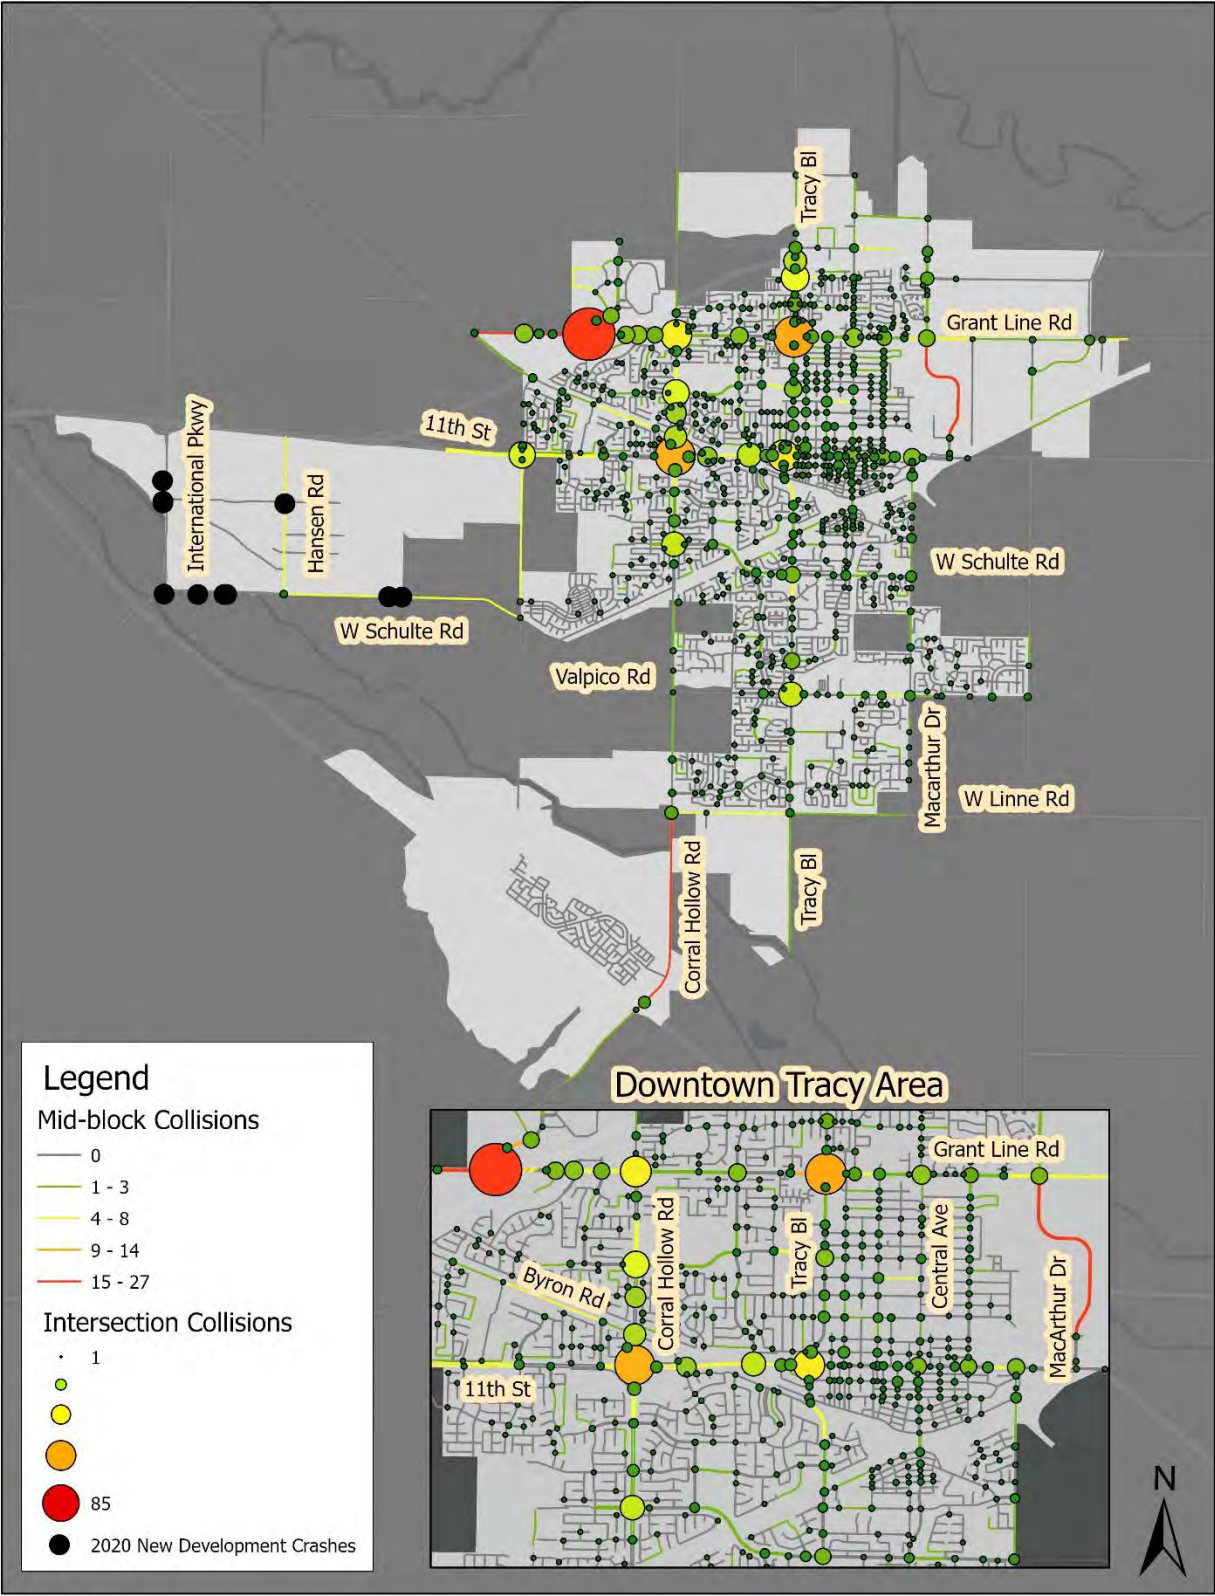 Tracy Bl
Grant Line Rd
11th St
International Pkwy
Hansen Rd
W Schulte Rd
W Schulte Rd
Valpico Rd
Macarthur Dr
W Linne Rd
Corral Hollow Rd
Tracy Bl
Legend
Mid-block Collisions
0
1 - 3
4 - 8
9 - 14
15 - 27
Intersection Collisions
1
85
2020 New Development Crashes
Downtown Tracy Area
Grant Line Rd
Corral Hollow Rd
Tracy Bl
Central Ave
Byron Rd
MacArthur Dr
11th St
N